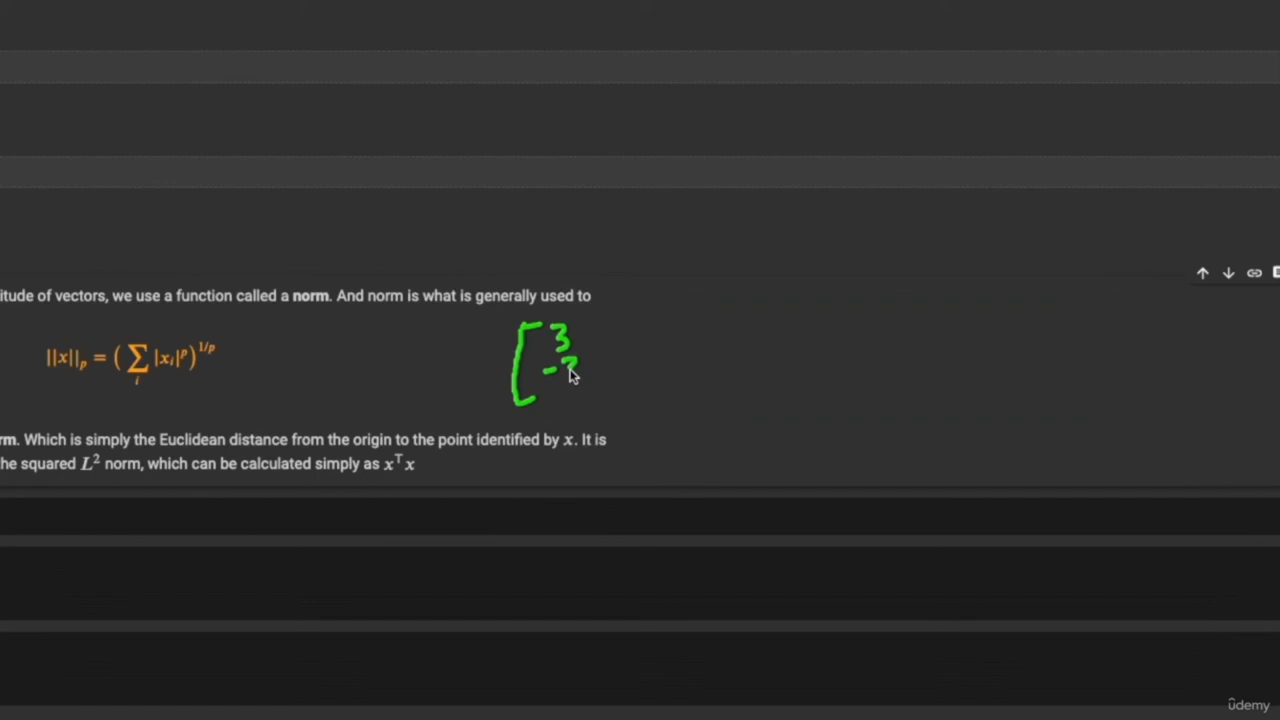 itude of vectors, we use a function called a norm. And norm is what is generally used to
||x||ₚ = (∑ᵢ |xᵢ|ᵖ)^1/p
3
rm. Which is simply the Euclidean distance from the origin to the point identified by x. It is
he squared L² norm, which can be calculated simply as xᵀx
ûdemy